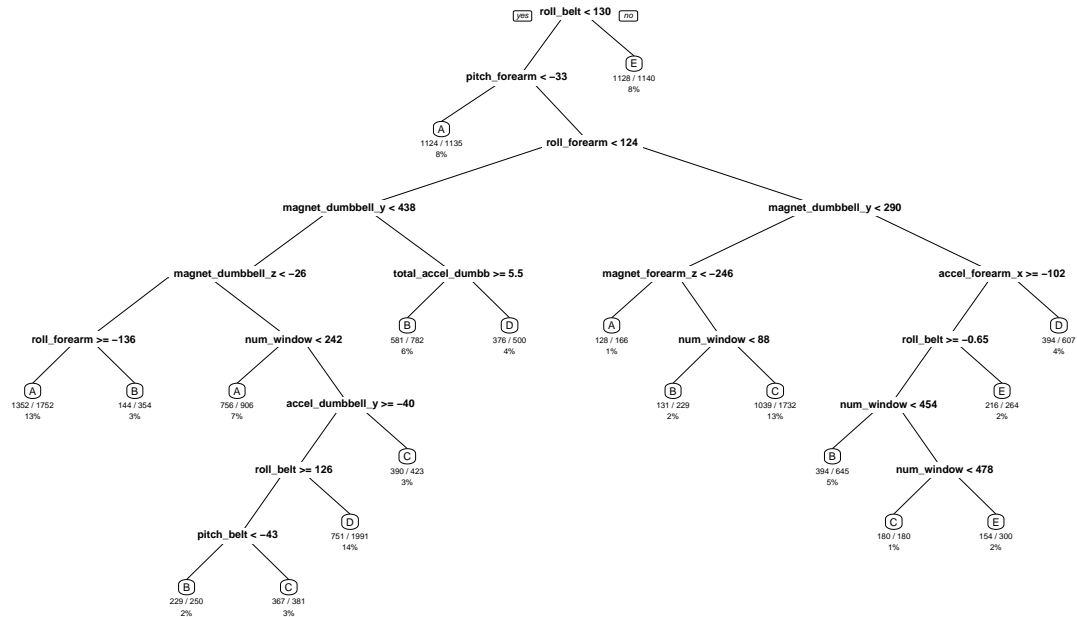 roll_belt < 130
yes
no
pitch_forearm < −33
E
1128 / 1140
8%
A
1124 / 1135
8%
roll_forearm < 124
magnet_dumbbell_y < 438
magnet_dumbbell_y < 290
magnet_dumbbell_z < −26
total_accel_dumbb >= 5.5
magnet_forearm_z < −246
accel_forearm_x >= −102
roll_forearm >= −136
num_window < 242
B
581 / 782
6%
D
376 / 500
4%
A
128 / 166
1%
num_window < 88
roll_belt >= −0.65
D
394 / 607
4%
A
1352 / 1752
13%
B
144 / 354
3%
A
756 / 906
7%
accel_dumbbell_y >= −40
B
131 / 229
2%
C
1039 / 1732
13%
num_window < 454
E
216 / 264
2%
roll_belt >= 126
C
390 / 423
3%
B
394 / 645
5%
num_window < 478
pitch_belt < −43
D
751 / 1991
14%
C
180 / 180
1%
E
154 / 300
2%
B
229 / 250
2%
C
367 / 381
3%